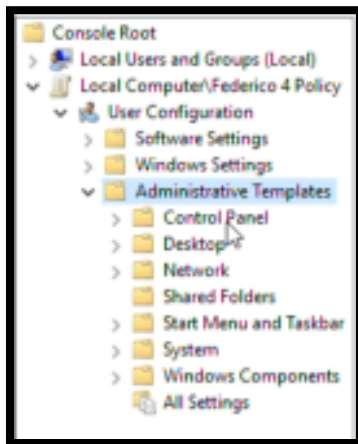 Console Root
Local Users and Groups (Local)
Local Computer\Federico 4 Policy
User Configuration
Software Settings
Windows Settings
Administrative Templates
Control Panel
Desktop
Network
Shared Folders
Start Menu and Taskbar
System
Windows Components
All Settings